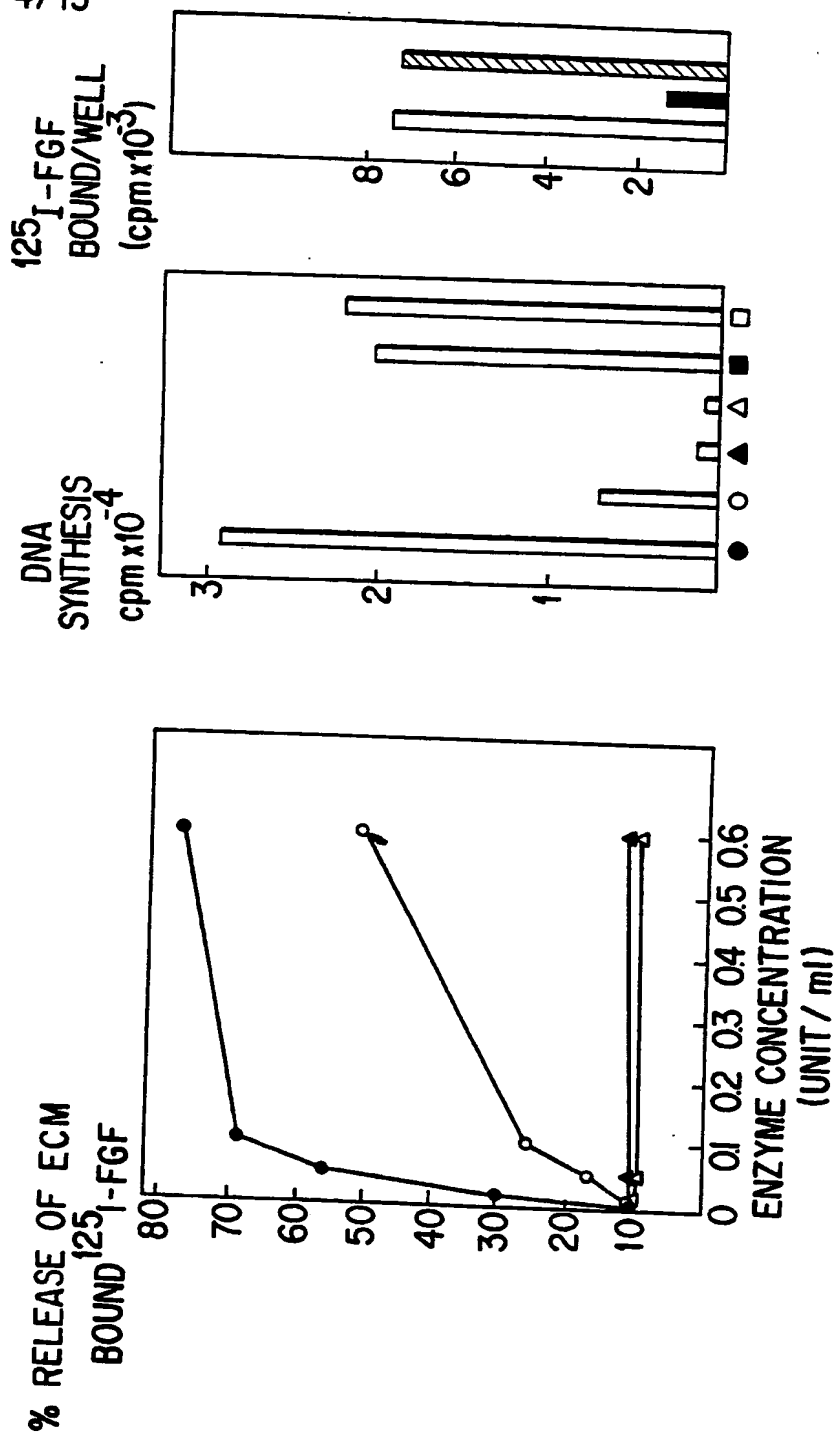 % RELEASE OF ECM
BOUND 125I-FGF
80
70
60
50
40
30
20
10
0 0.1 0.2 0.3 0.4 0.5 0.6
ENZYME CONCENTRATION
(UNIT/ml)
DNA
SYNTHESIS
cpm x10-4
3
2
1
125I-FGF
BOUND/WELL
(cpm x10-3)
8
6
4
2